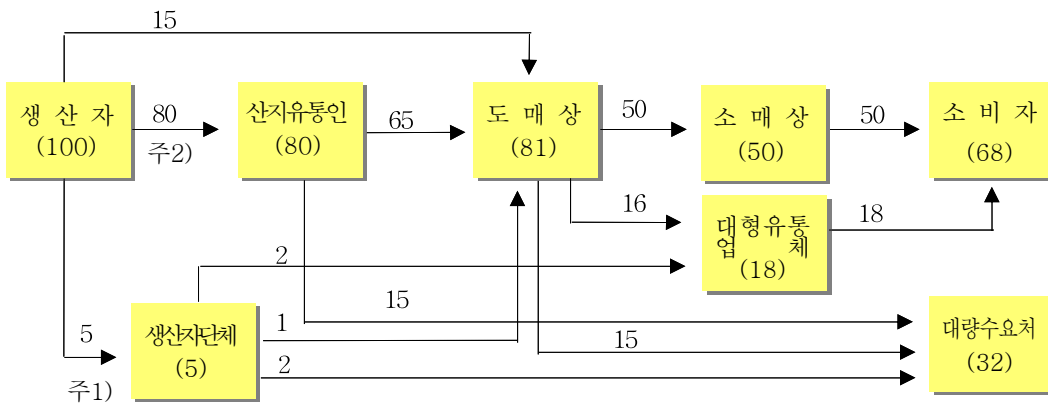 15
생 산 자
(100)
80
주2)
산지유통인
(80)
65
도 매 상
(81)
50
소 매 상
(50)
50
소 비 자
(68)
16
대형유통
업 체
(18)
18
2
15
5
주1)
생산자단체
(5)
1
2
15
대량수요처
(32)